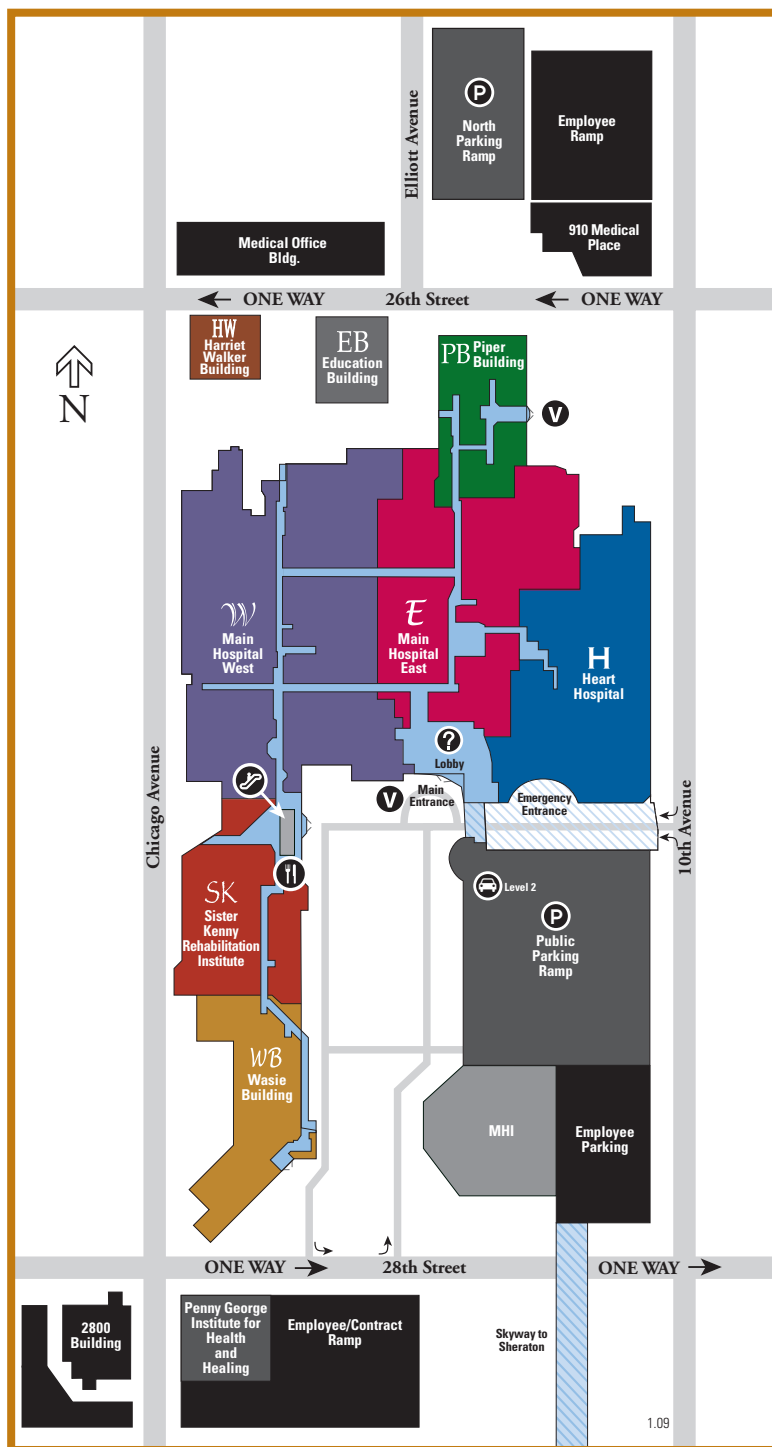 Elliott Avenue
P
North
Parking
Ramp
Employee
Ramp
910 Medical
Place
Medical Office
Bldg.
ONE WAY
26th Street
ONE WAY
HW
Harriet
Walker
Building
EB
Education
Building
PB Piper
Building
N
V
W
Main
Hospital
West
E
Main
Hospital
East
H
Heart
Hospital
?
Lobby
V
Main
Entrance
Emergency
Entrance
Chicago Avenue
10th Avenue
SK
Sister
Kenny
Rehabilitation
Institute
Level 2
P
Public
Parking
Ramp
WB
Wasie
Building
MHI
Employee
Parking
ONE WAY
28th Street
ONE WAY
2800
Building
Penny George
Institute for
Health
and
Healing
Employee/Contract
Ramp
Skyway to
Sheraton
1.09